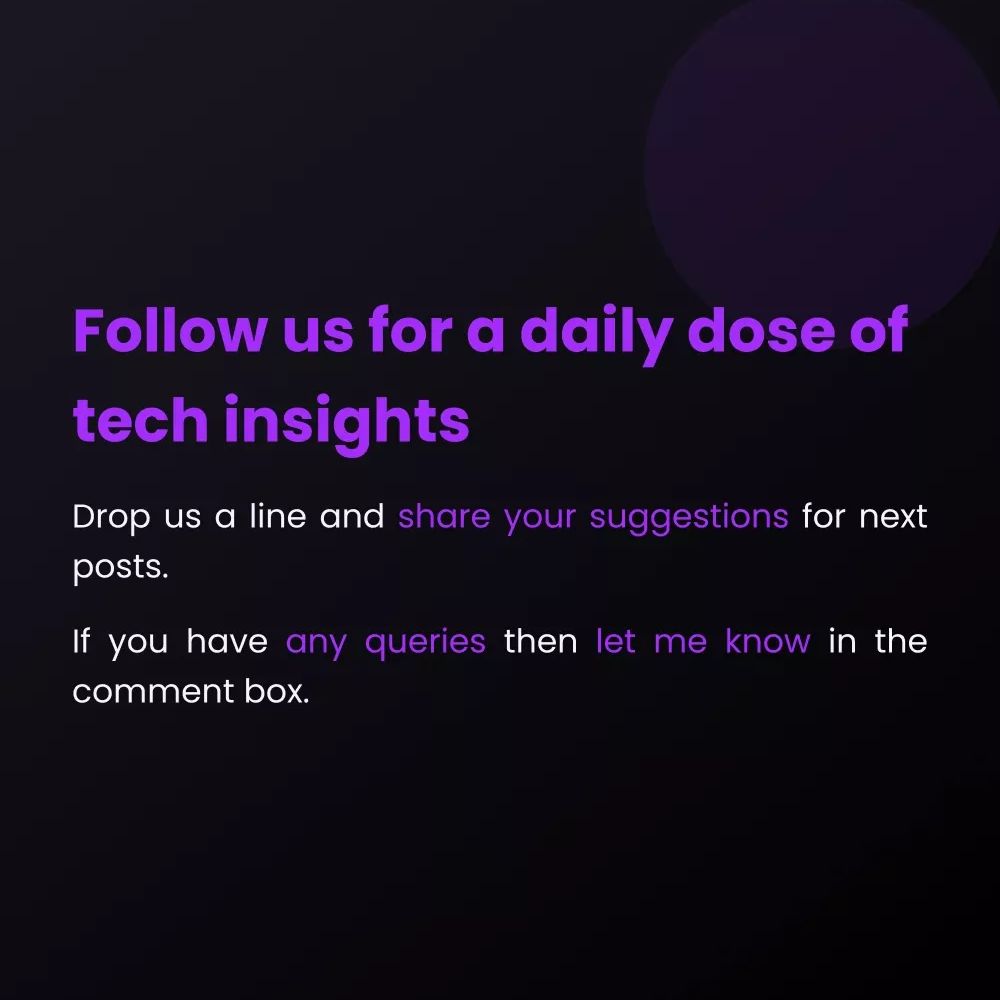 Follow us for a daily dose of
tech insights
Drop us a line and share your suggestions for next
posts.
If you have any queries then let me know in the
comment box.